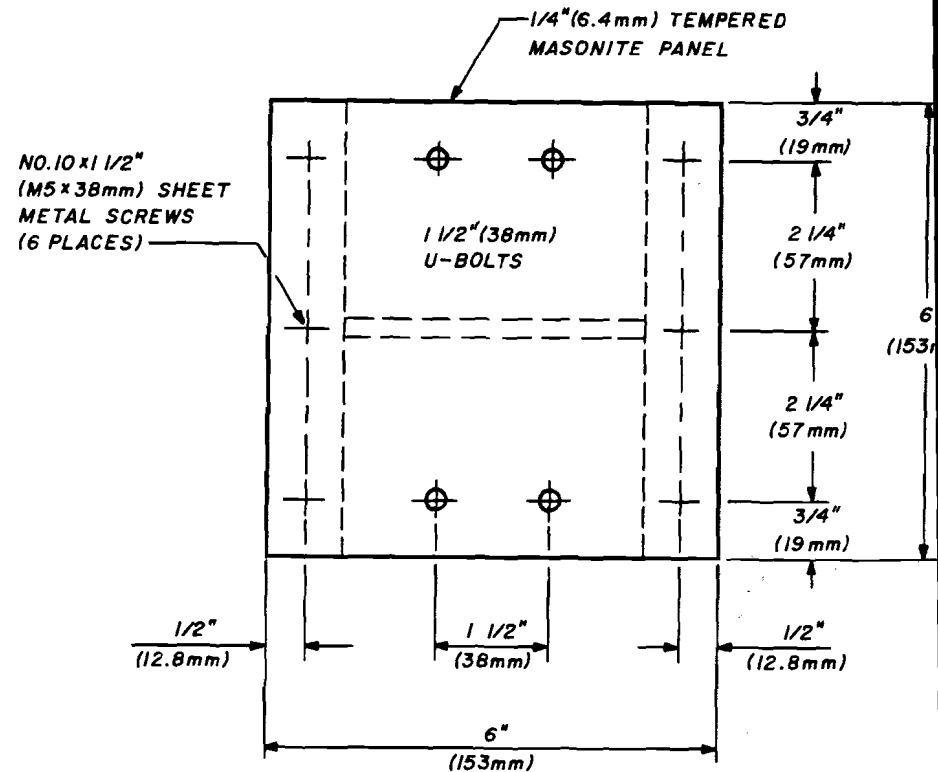 1/4"(6.4mm) TEMPERED
MASONITE PANEL
3/4"
(19mm)
NO.10 x 1 1/2"
(M5 x 38mm) SHEET
METAL SCREWS
(6 PLACES)
1 1/2"(38mm)
U-BOLTS
2 1/4"
(57mm)
6
(153m
2 1/4"
(57mm)
3/4"
(19mm)
1/2"
(12.8mm)
1 1/2"
(38mm)
1/2"
(12.8mm)
6"
(153mm)